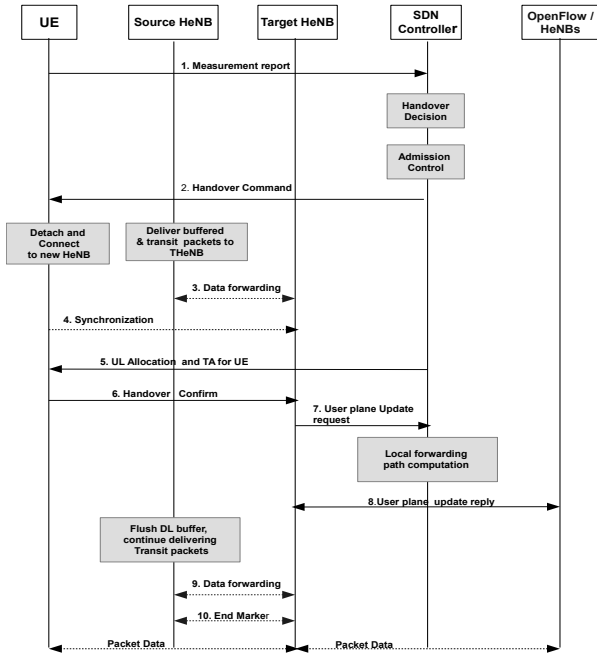 UE
Source HeNB
Target HeNB
SDN
Controller
OpenFlow /
HeNBs
1. Measurement report
Handover
Decision
Admission
Control
2. Handover Command
Detach and
Connect
to new HeNB
Deliver buffered
& transit packets to
THeNB
3. Data forwarding
4. Synchronization
5. UL Allocation and TA for UE
6. Handover Confirm
7. User plane Update
request
Local forwarding
path computation
8.User plane update reply
Flush DL buffer,
continue delivering
Transit packets
9. Data forwarding
10. End Marker
Packet Data
Packet Data